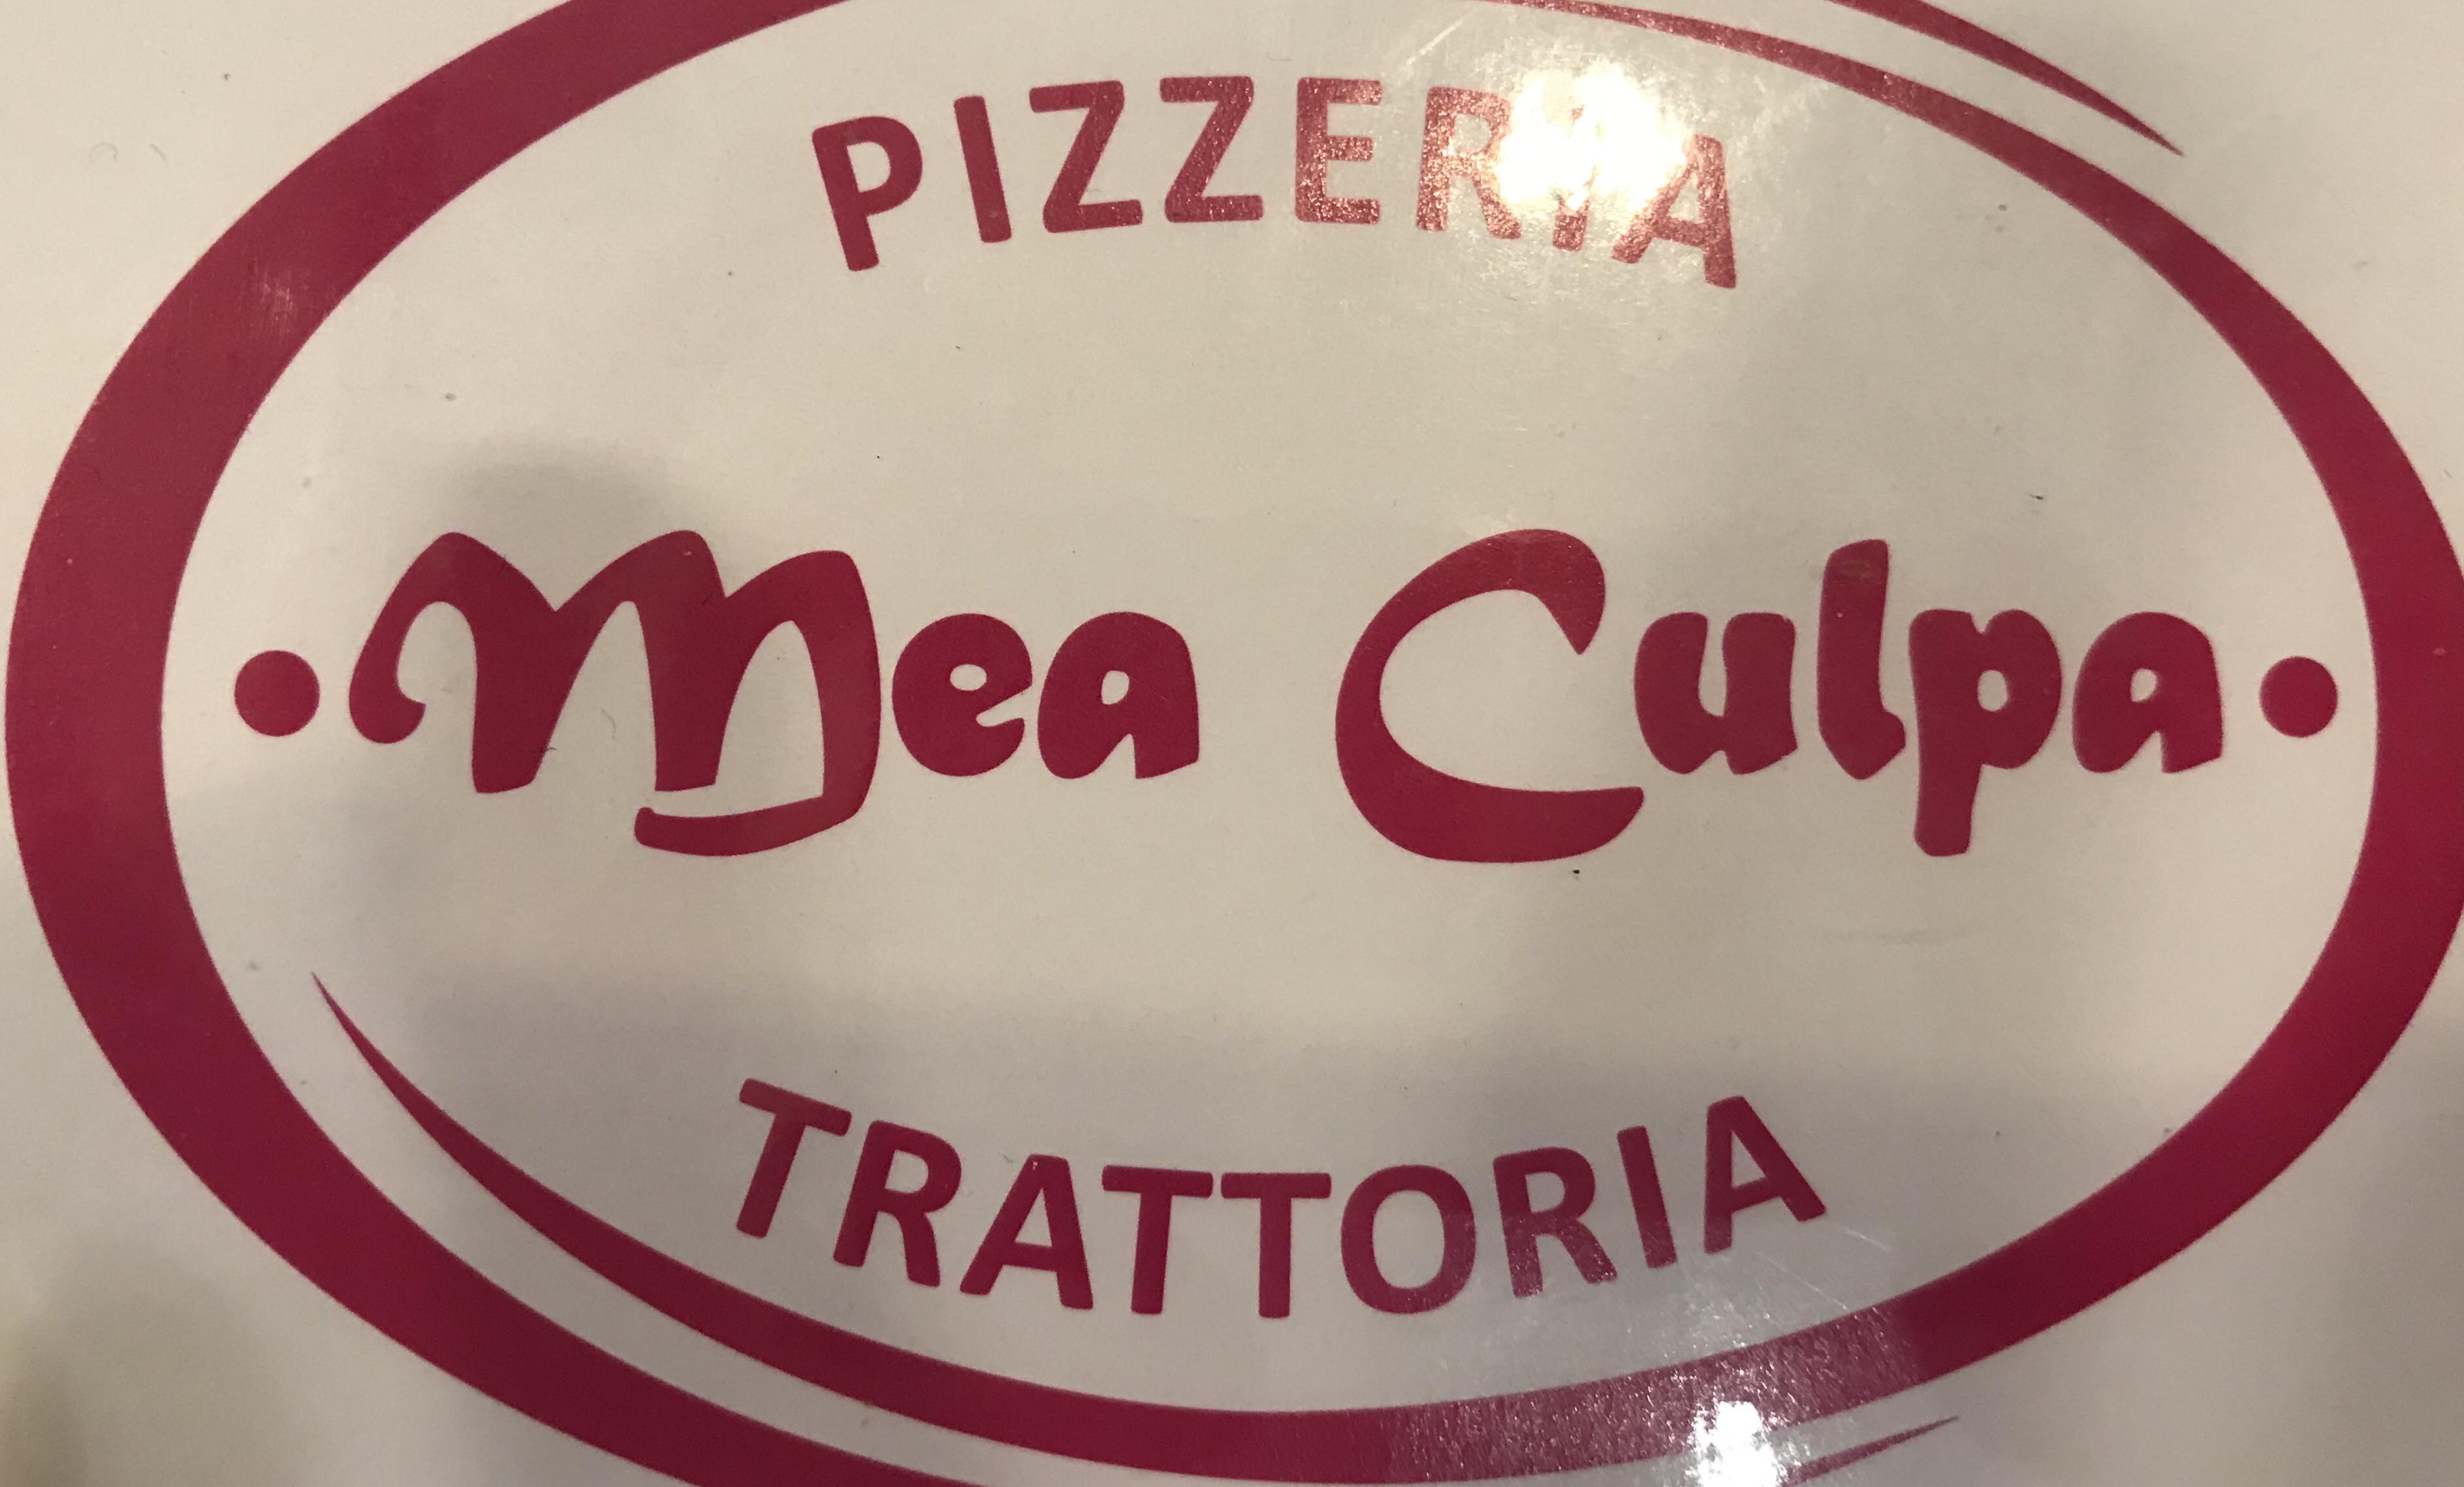 PIZZERIA
• Mea Culpa •
TRATTORIA